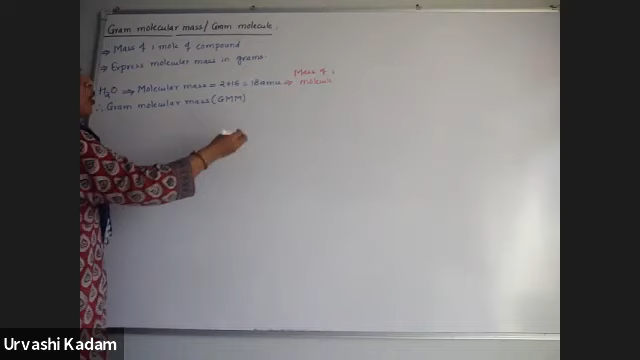 Gram molecular mass/Gram molecule:
⇒ Mass of 1 mole of compound
⇒ Express molecular mass in grams.
H2O ⇒ Molecular mass = 2+16 = 18amu ⇒ Mass of 1 molecule
∴ Gram molecular mass (GMM)
Urvashi Kadam